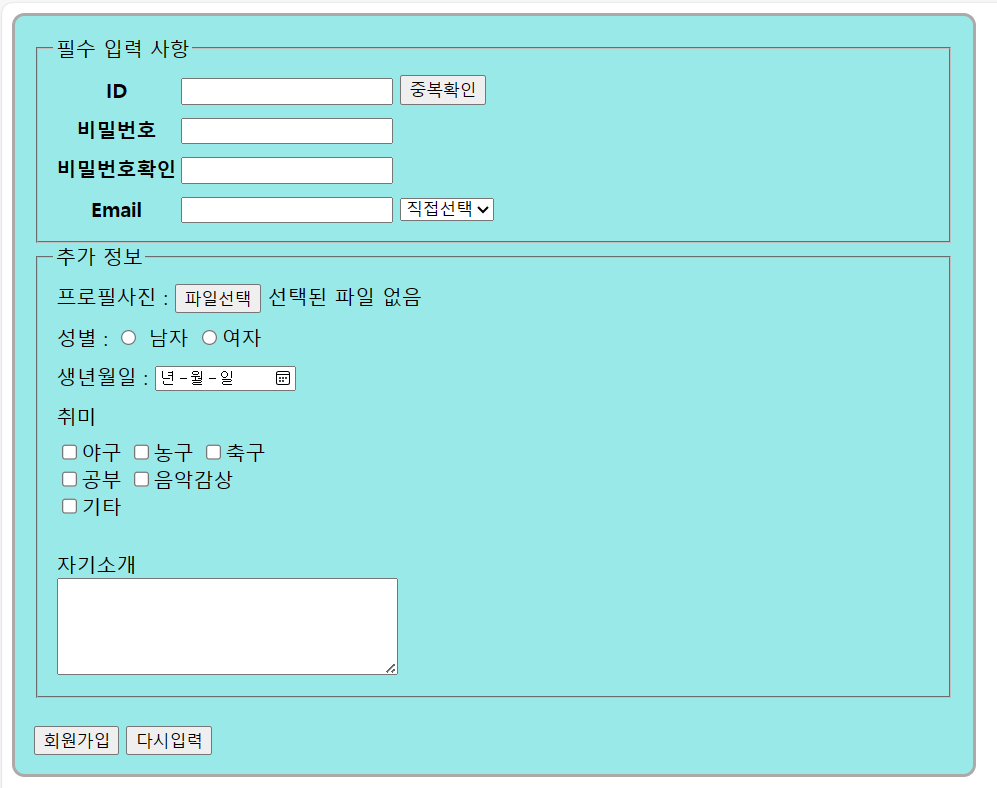 필수 입력 사항
ID 중복확인
비밀번호
비밀번호확인
Email 직접선택
추가 정보
프로필사진 : 파일선택 선택된 파일 없음
성별 : 남자 여자
생년월일 : 년-월-일
취미
야구 농구 축구
공부 음악감상
기타
자기소개
회원가입 다시입력